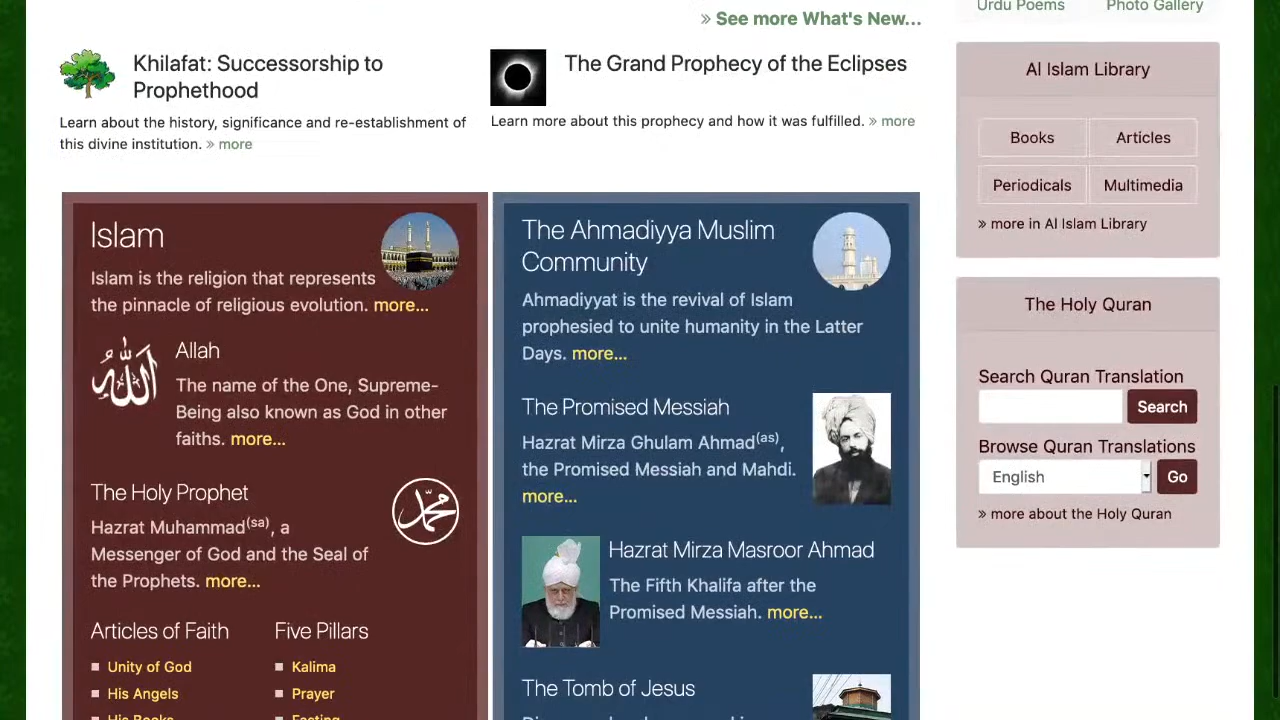 » See more What's New...
Urdu Poems
Photo Gallery
Khilafat: Successorship to
Prophethood
Learn about the history, significance and re-establishment of
this divine institution. » more
The Grand Prophecy of the Eclipses
Learn more about this prophecy and how it was fulfilled. » more
Islam
Islam is the religion that represents
the pinnacle of religious evolution. more...
Allah
The name of the One, Supreme-
Being also known as God in other
faiths. more...
The Holy Prophet
Hazrat Muhammad(sa), a
Messenger of God and the Seal of
the Prophets. more...
محمد
Articles of Faith
Unity of God
His Angels
His Books
Five Pillars
Kalima
Prayer
Fasting
The Ahmadiyya Muslim
Community
Ahmadiyyat is the revival of Islam
prophesied to unite humanity in the Latter
Days. more...
The Promised Messiah
Hazrat Mirza Ghulam Ahmad(as),
the Promised Messiah and Mahdi.
more...
Hazrat Mirza Masroor Ahmad
The Fifth Khalifa after the
Promised Messiah. more...
The Tomb of Jesus
Al Islam Library
Books
Articles
Periodicals
Multimedia
» more in Al Islam Library
The Holy Quran
Search Quran Translation
Search
Browse Quran Translations
English
Go
» more about the Holy Quran